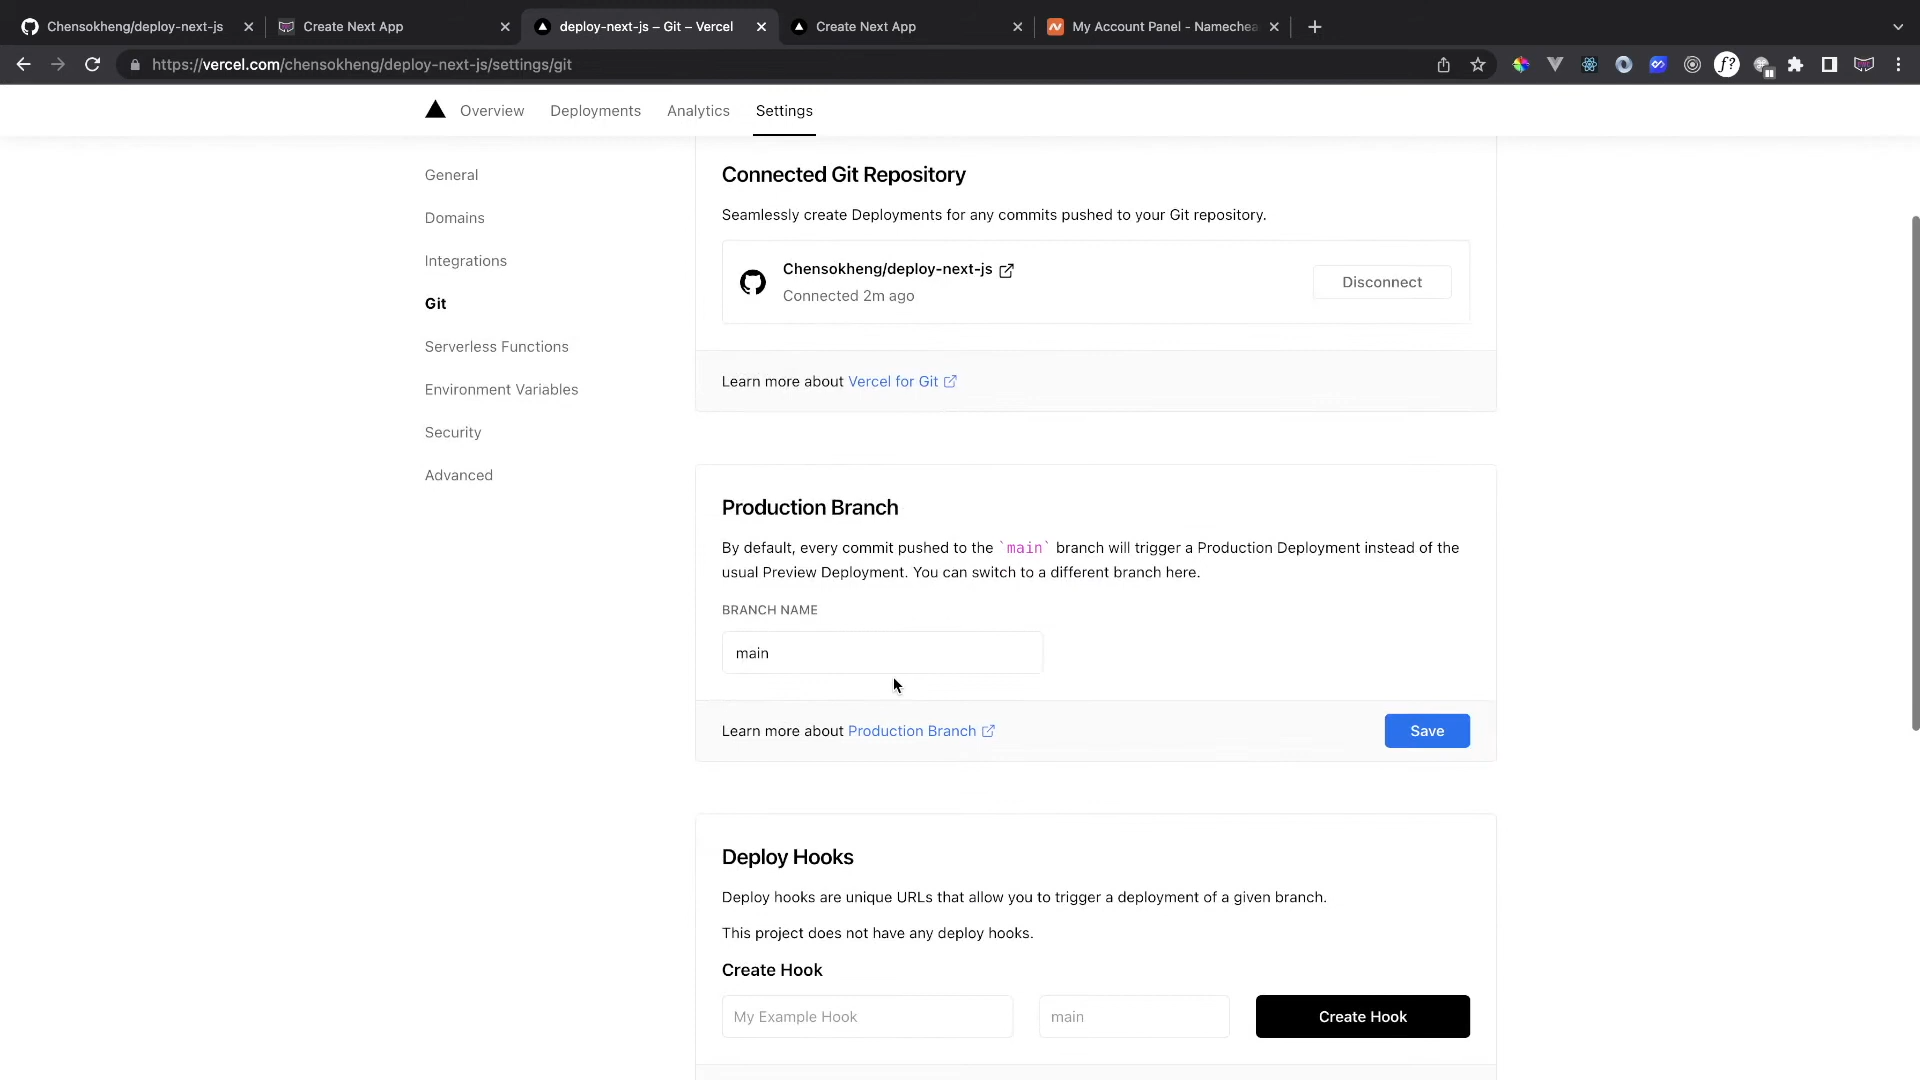 Chensokheng/deploy-next-js
Create Next App
deploy-next-js – Git – Vercel
Create Next App
My Account Panel - Namechea
https://vercel.com/chensokheng/deploy-next-js/settings/git
f?
Overview
Deployments
Analytics
Settings
General
Domains
Integrations
Git
Serverless Functions
Environment Variables
Security
Advanced
Connected Git Repository
Seamlessly create Deployments for any commits pushed to your Git repository.
Chensokheng/deploy-next-js
Connected 2m ago
Disconnect
Learn more about Vercel for Git
Production Branch
By default, every commit pushed to the `main` branch will trigger a Production Deployment instead of the
usual Preview Deployment. You can switch to a different branch here.
BRANCH NAME
main
Learn more about Production Branch
Save
Deploy Hooks
Deploy hooks are unique URLs that allow you to trigger a deployment of a given branch.
This project does not have any deploy hooks.
Create Hook
My Example Hook
main
Create Hook